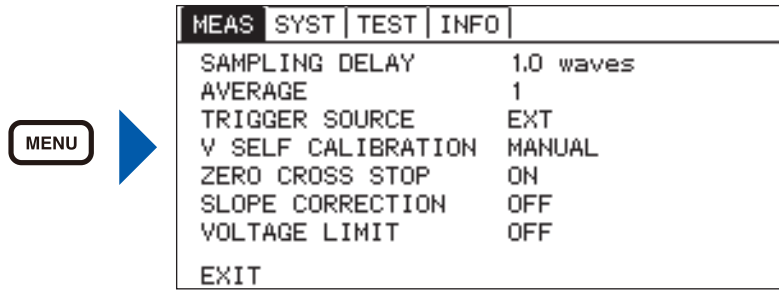 MENU
MEAS SYST TEST INFO
SAMPLING DELAY 1.0 waves
AVERAGE 1
TRIGGER SOURCE EXT
V SELF CALIBRATION MANUAL
ZERO CROSS STOP ON
SLOPE CORRECTION OFF
VOLTAGE LIMIT OFF
EXIT